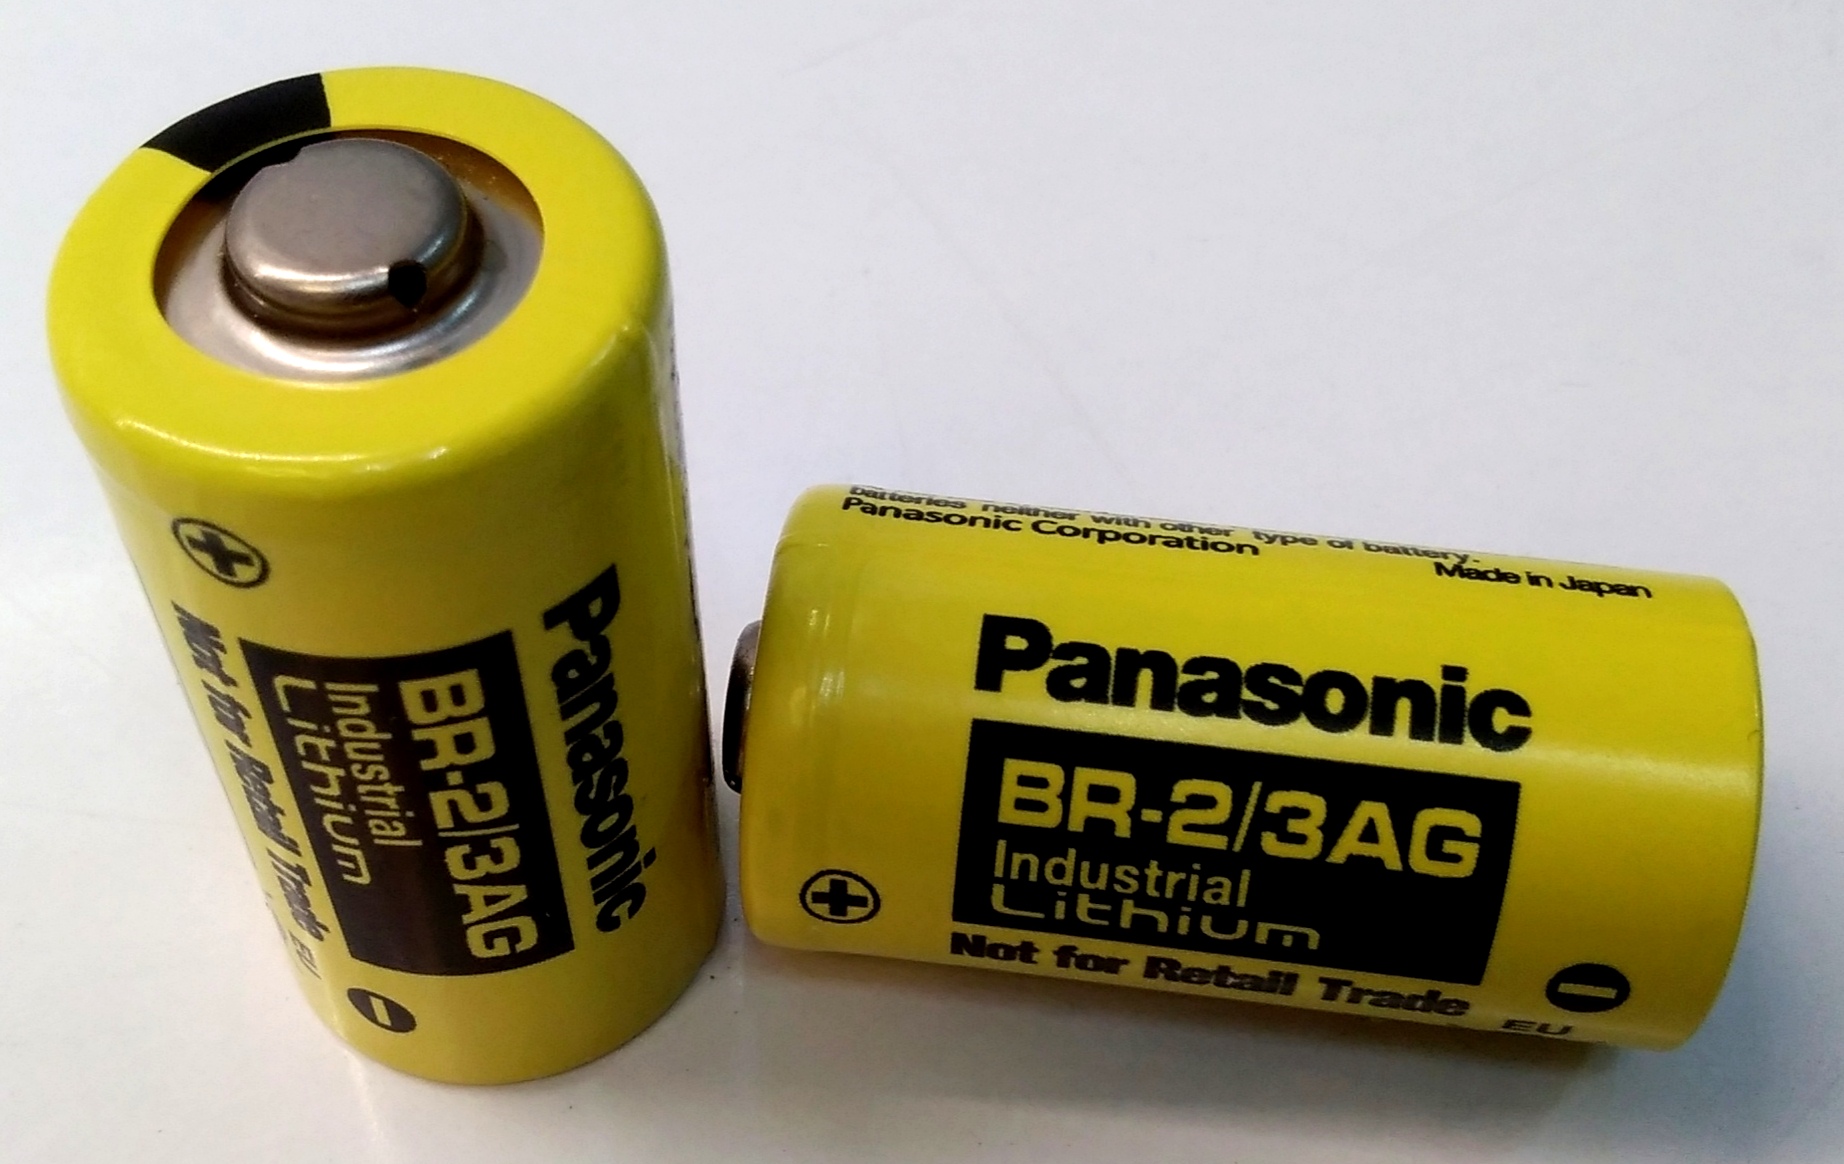 Panasonic
BR-2/3AG
Industrial
Lithium
Not for Retail Trade
EU
batteries neither with other type of battery.
Panasonic Corporation
Made in Japan
Panasonic
BR-2/3AG
Industrial
Lithium
Not for Retail Trade
EU